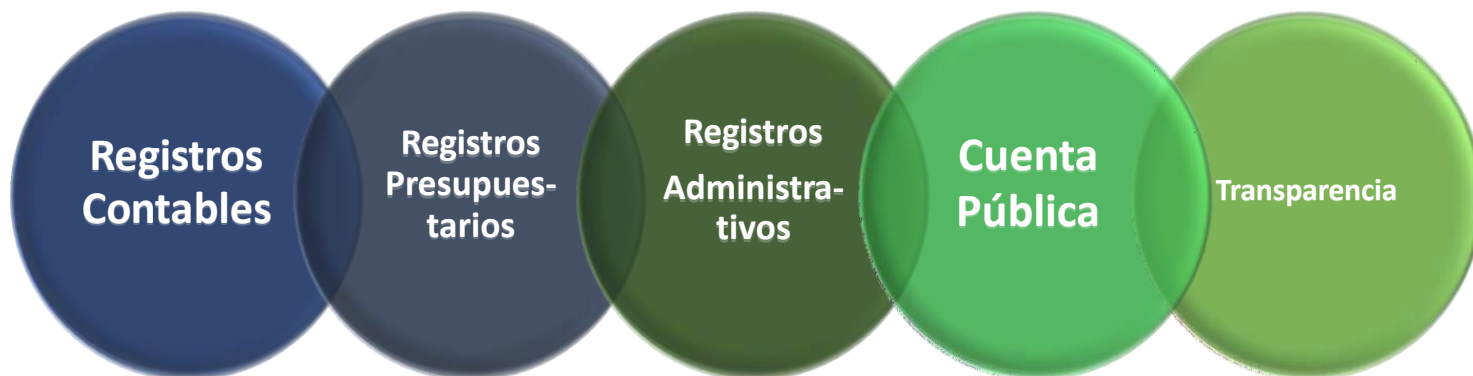 Registros
Contables
Registros
Presupues-
tarios
Registros
Administra-
tivos
Cuenta
Pública
Transparencia